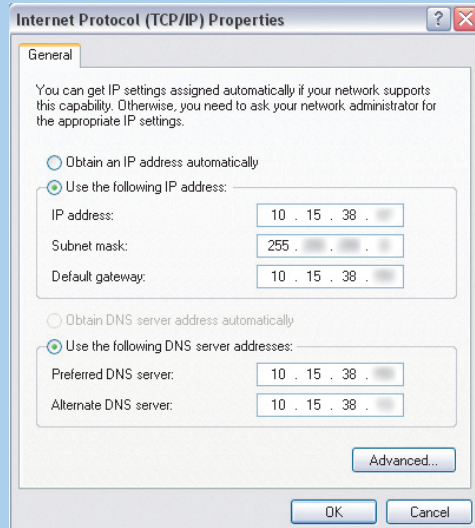 Internet Protocol (TCP/IP) Properties
General
You can get IP settings assigned automatically if your network supports
this capability. Otherwise, you need to ask your network administrator for
the appropriate IP settings.
Obtain an IP address automatically
Use the following IP address:
IP address: 10 . 15 . 38 .
Subnet mask: 255 . . .
Default gateway: 10 . 15 . 38 .
Obtain DNS server address automatically
Use the following DNS server addresses:
Preferred DNS server: 10 . 15 . 38 .
Alternate DNS server: 10 . 15 . 38 .
Advanced...
OK Cancel